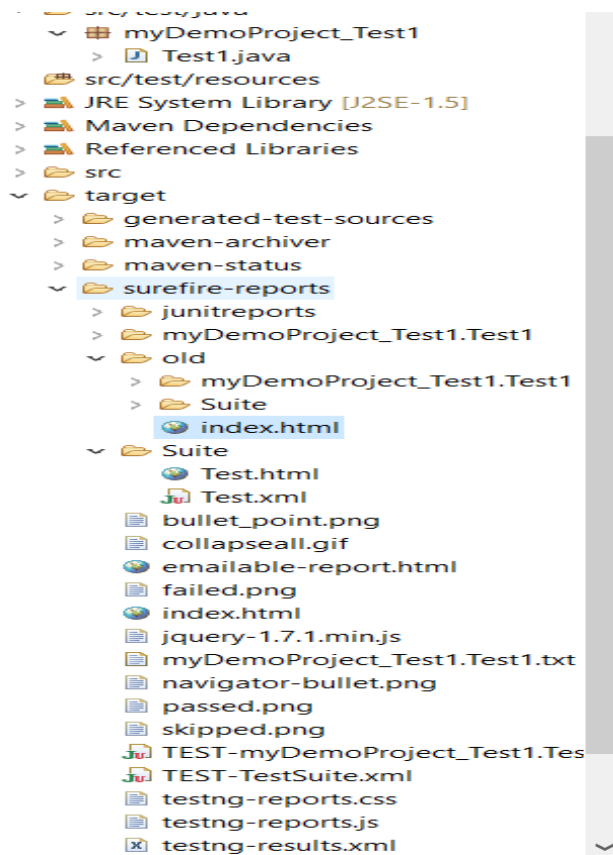 src/test/java
myDemoProject_Test1
Test1.java
src/test/resources
JRE System Library [J2SE-1.5]
Maven Dependencies
Referenced Libraries
src
target
generated-test-sources
maven-archiver
maven-status
surefire-reports
junitreports
myDemoProject_Test1.Test1
old
myDemoProject_Test1.Test1
Suite
index.html
Suite
Test.html
Test.xml
bullet_point.png
collapseall.gif
emailable-report.html
failed.png
index.html
jquery-1.7.1.min.js
myDemoProject_Test1.Test1.txt
navigator-bullet.png
passed.png
skipped.png
TEST-myDemoProject_Test1.Tes
TEST-TestSuite.xml
testng-reports.css
testng-reports.js
testng-results.xml